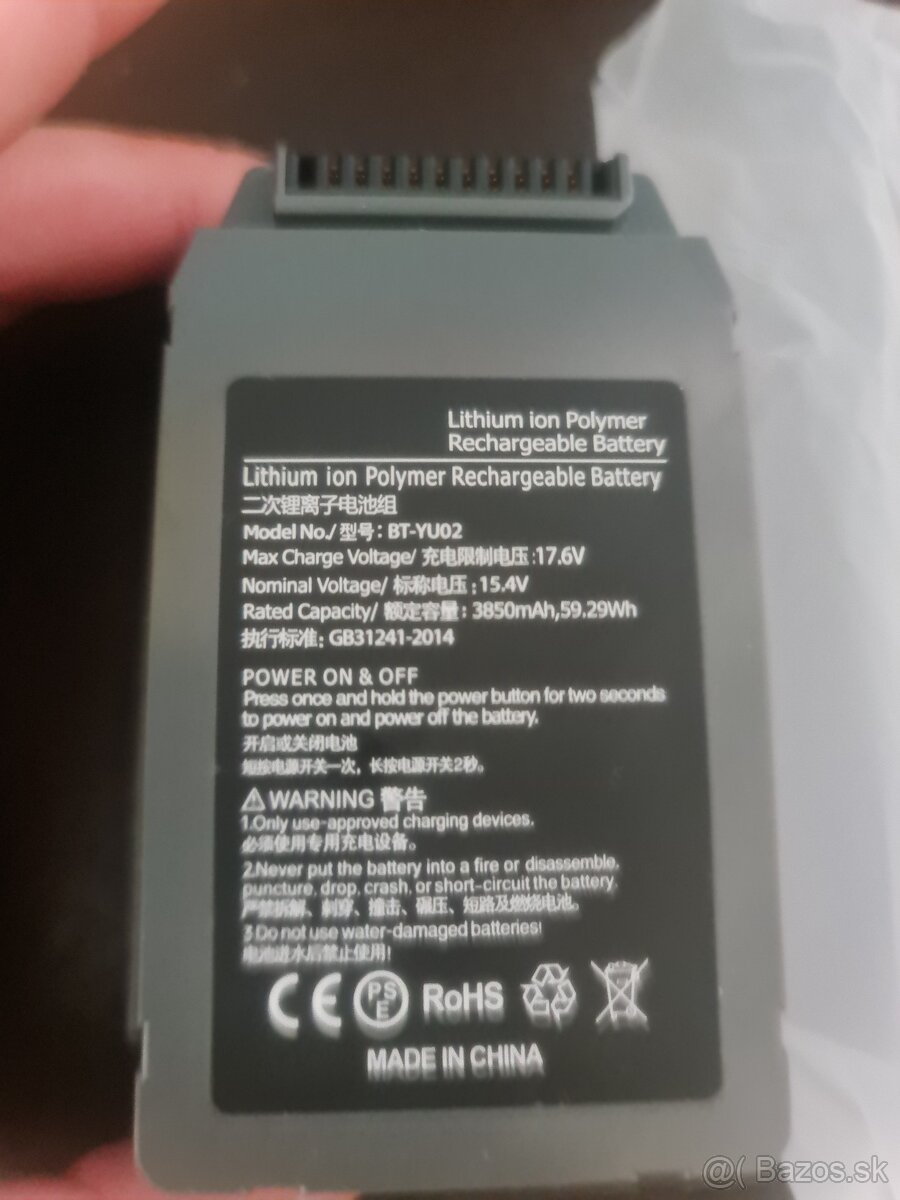 Lithium ion Polymer
Rechargeable Battery
Lithium ion Polymer Rechargeable Battery
二次锂离子电池组
Model No./ 型号: BT-YU02
Max Charge Voltage/ 充电限制电压:17.6V
Nominal Voltage/ 标称电压:15.4V
Rated Capacity/ 额定容量: 3850mAh,59.29Wh
执行标准: GB31241-2014
POWER ON & OFF
Press once and hold the power button for two seconds
to power on and power off the battery.
开启或关闭电池
短按电源开关一次，长按电源开关2秒。
⚠ WARNING 警告
1.Only use-approved charging devices.
必须使用专用充电设备。
2.Never put the battery into a fire or disassemble,
puncture, drop, crash, or short-circuit the battery.
严禁拆解、刺穿、撞击、碾压、短路及燃烧电池。
3.Do not use water-damaged batteries!
电池进水后禁止使用!
CE PSE RoHS
MADE IN CHINA
@( Bazos.sk